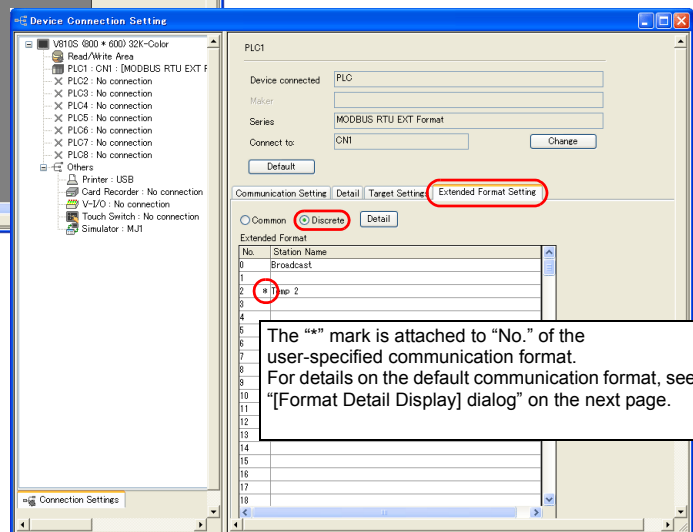 Device Connection Setting
V810S (800 * 600) 32K-Color
Read/Write Area
PLC1 : CN1 : [MODBUS RTU EXT F
PLC2 : No connection
PLC3 : No connection
PLC4 : No connection
PLC5 : No connection
PLC6 : No connection
PLC7 : No connection
PLC8 : No connection
Others
Printer : USB
Card Recorder : No connection
V-I/O : No connection
Touch Switch : No connection
Simulator : MJ1
Connection Settings
PLC1
Device connected PLC
Maker
Series MODBUS RTU EXT Format
Connect to: CN1 Change
Default
Communication Setting Detail Target Settings Extended Format Setting
Common Discrete Detail
Extended Format
No. Station Name
0 Broadcast
1
2 * Temp 2
3
4
5
6
7
8
9
10
11
12
13
14
15
16
17
18
The “*” mark is attached to “No.” of the
user-specified communication format.
For details on the default communication format, see
“[Format Detail Display] dialog” on the next page.